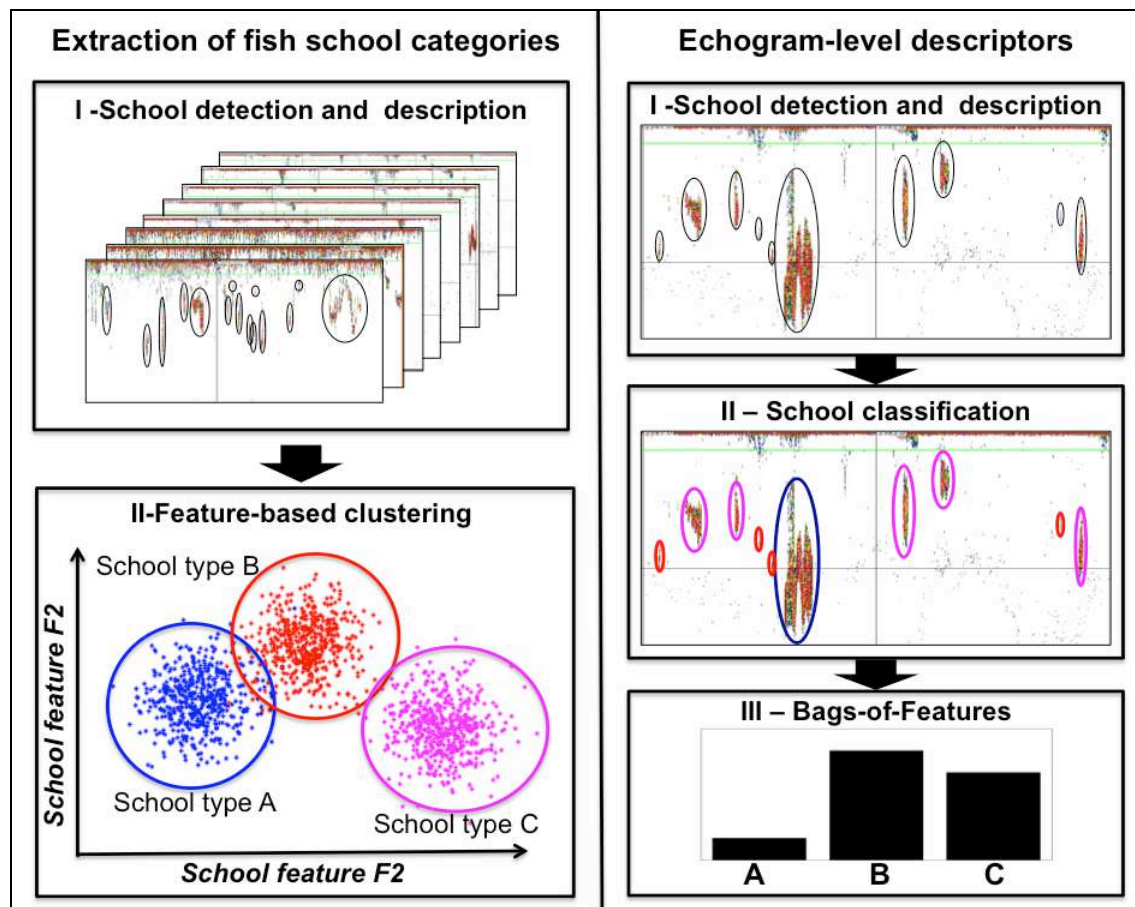 Extraction of fish school categories
I -School detection and description
II-Feature-based clustering
School type B
School feature F2
School type A
School type C
School feature F2
Echogram-level descriptors
I -School detection and description
II – School classification
III – Bags-of-Features
A B C